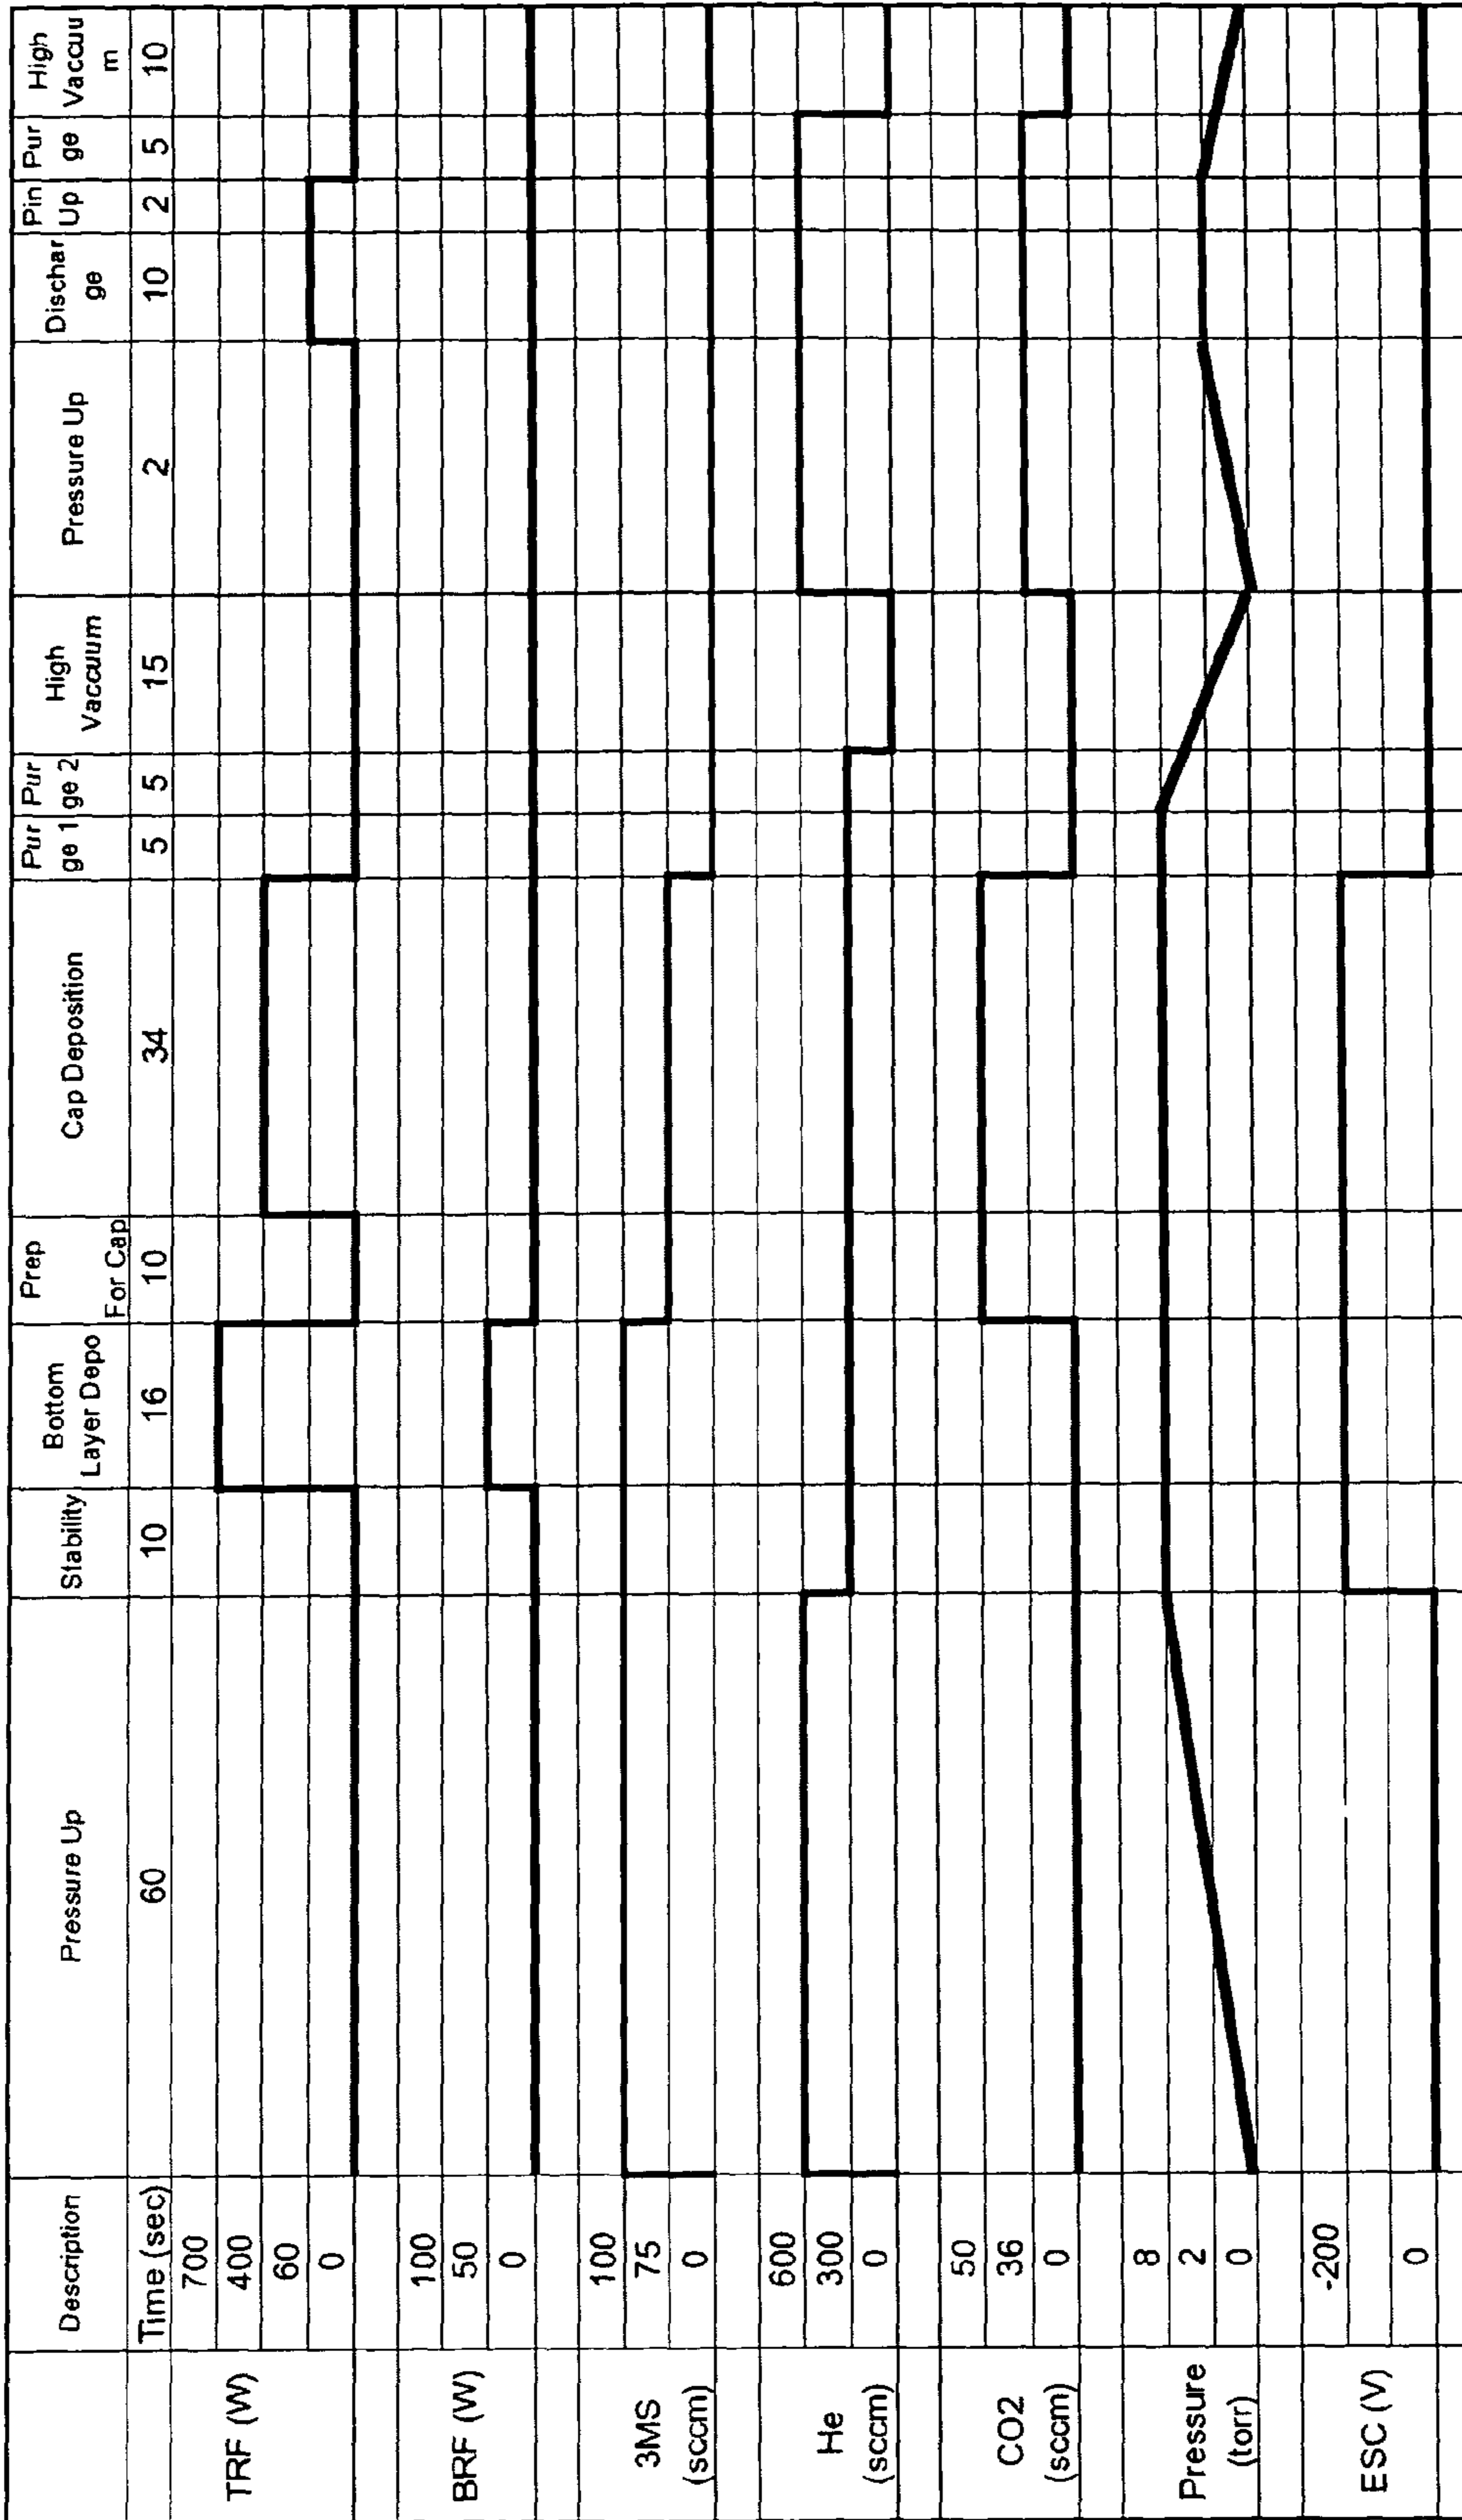 Description
Pressure Up
Stability
Bottom
Layer Depo
Prep
For Cap
Cap Deposition
Pur
ge 1
Pur
ge 2
High
Vaccuum
Pressure Up
Dischar
ge
Pin
Up
Pur
ge
High
Vaccuu
m
Time (sec)
60
10
16
10
34
5
5
15
2
10
2
5
10
TRF (W)
700
400
60
0
BRF (W)
100
50
0
3MS
(sccm)
100
75
0
He
(sccm)
600
300
0
CO2
(sccm)
50
36
0
Pressure
(torr)
8
2
0
ESC (V)
-200
0